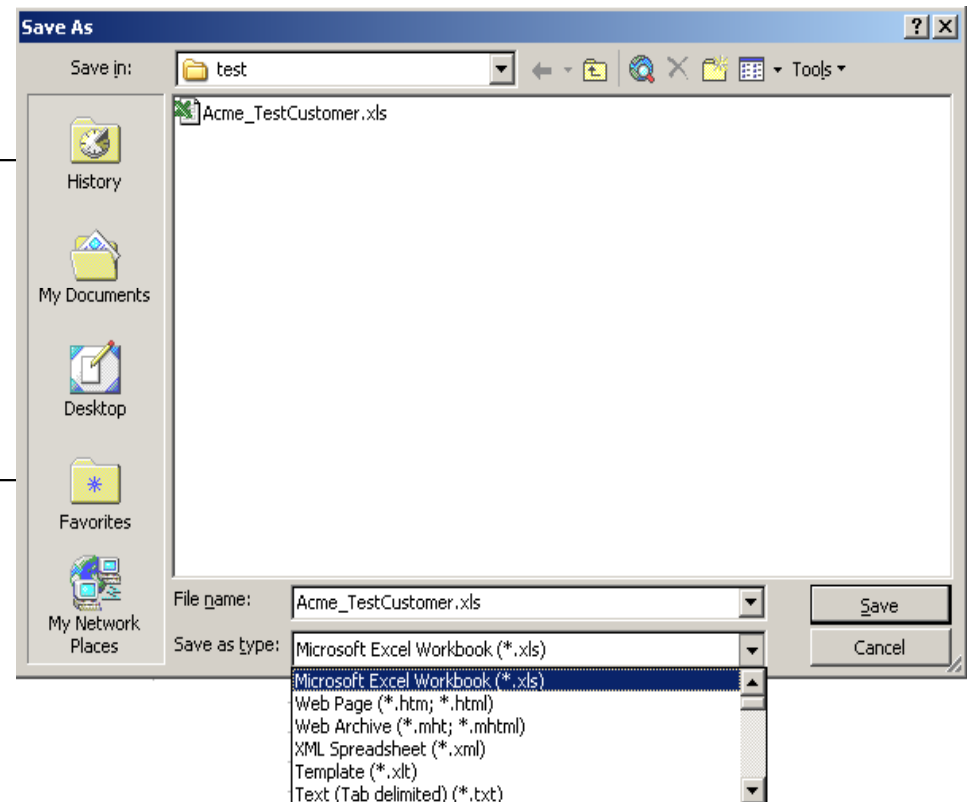 Save As
Save in:
test
Tools
Acme_TestCustomer.xls
History
My Documents
Desktop
Favorites
My Network
Places
File name:
Acme_TestCustomer.xls
Save
Save as type:
Microsoft Excel Workbook (*.xls)
Cancel
Microsoft Excel Workbook (*.xls)
Web Page (*.htm; *.html)
Web Archive (*.mht; *.mhtml)
XML Spreadsheet (*.xml)
Template (*.xlt)
Text (Tab delimited) (*.txt)